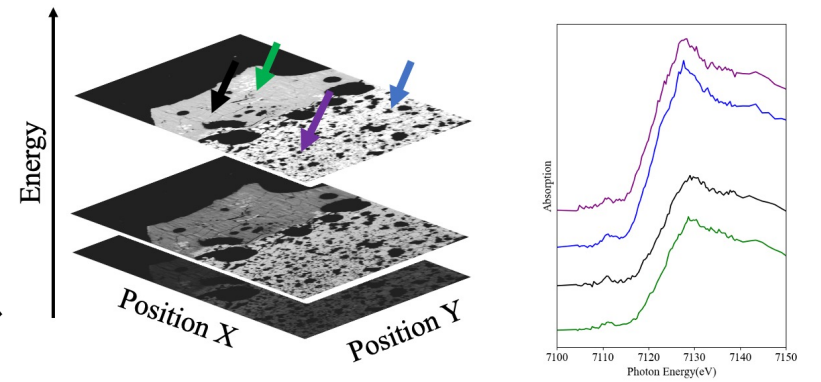 Energy
Position X
Position Y
Absorption
7100 7110 7120 7130 7140 7150
Photon Energy(eV)